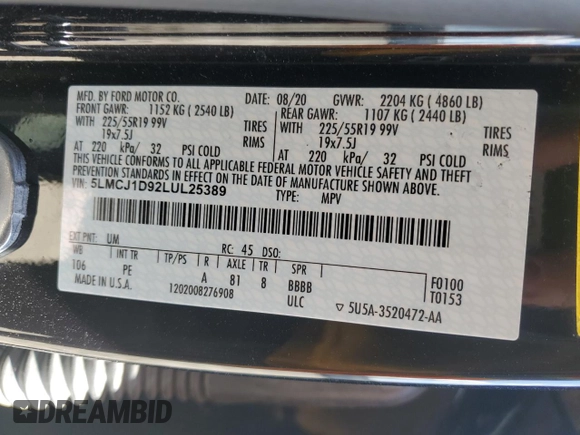 MFD. BY FORD MOTOR CO. 08/20 GVWR: 2204 KG ( 4860 LB)
FRONT GAWR: 1152 KG ( 2540 LB) REAR GAWR: 1107 KG ( 2440 LB)
WITH 225/55R19 99V TIRES WITH 225/55R19 99V TIRES
19x7.5J RIMS 19x7.5J RIMS
AT 220 kPa/ 32 PSI COLD AT 220 kPa/ 32 PSI COLD
THIS VEHICLE CONFORMS TO ALL APPLICABLE FEDERAL MOTOR VEHICLE SAFETY AND THEFT
PREVENTION STANDARDS IN EFFECT ON THE DATE OF MANUFACTURE SHOWN ABOVE.
VIN: 5LMCJ1D92LUL25389
TYPE: MPV
EXT PNT: UM RC: 45 DSO:
WB INT TR TP/PS R AXLE TR SPR
106 PE A 81 8 BBBB
F0100
T0153
MADE IN U.S.A. 1202008276908 ULC
▽ 5U5A-3520472-AA
DREAMBID